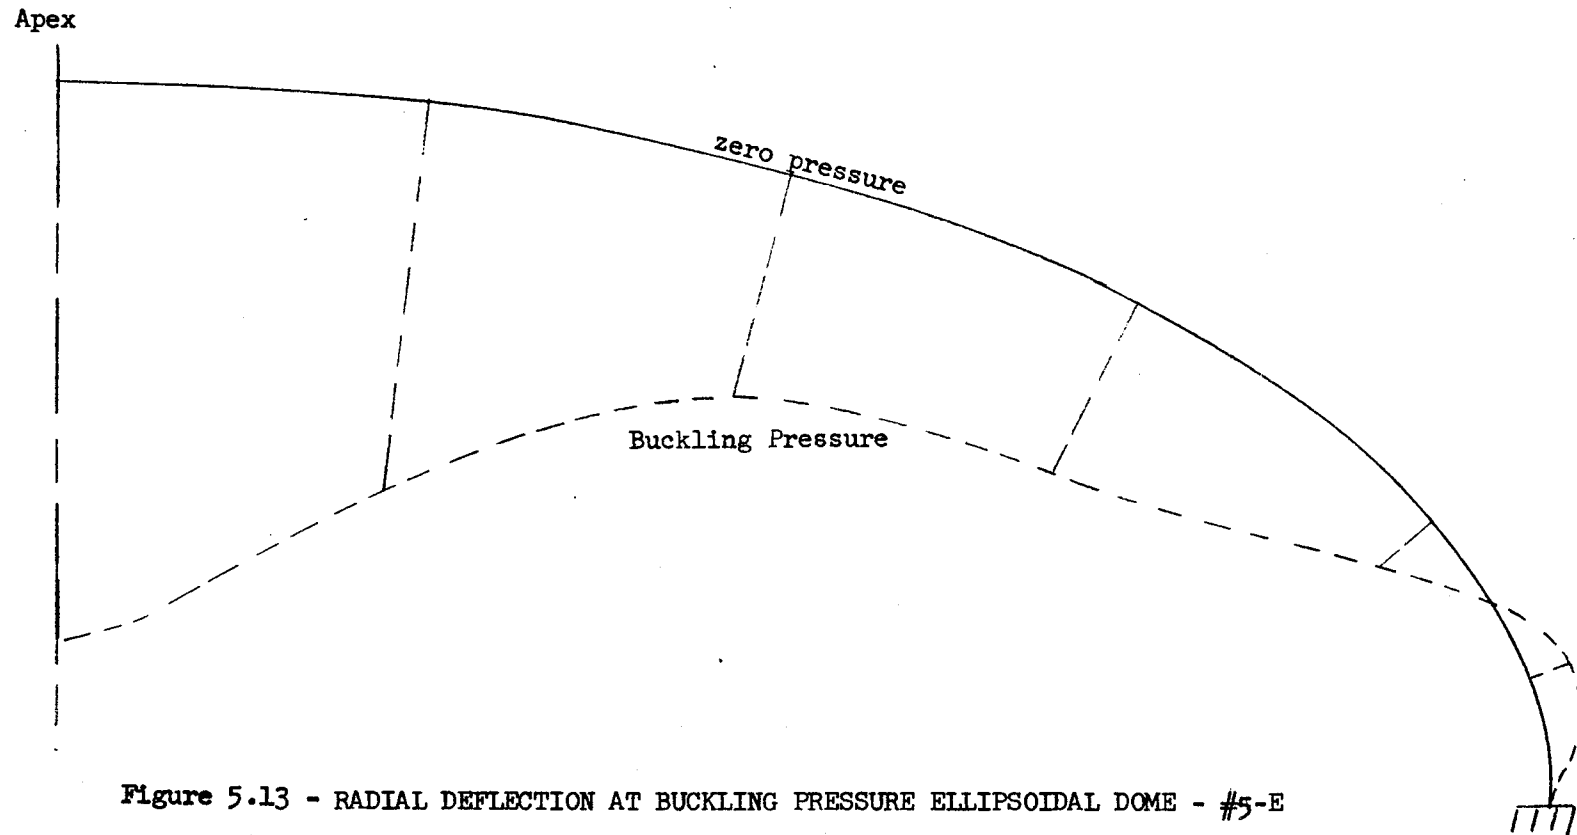 Apex
zero pressure
Buckling Pressure
Figure 5.13 - RADIAL DEFLECTION AT BUCKLING PRESSURE ELLIPSOIDAL DOME - #5-E